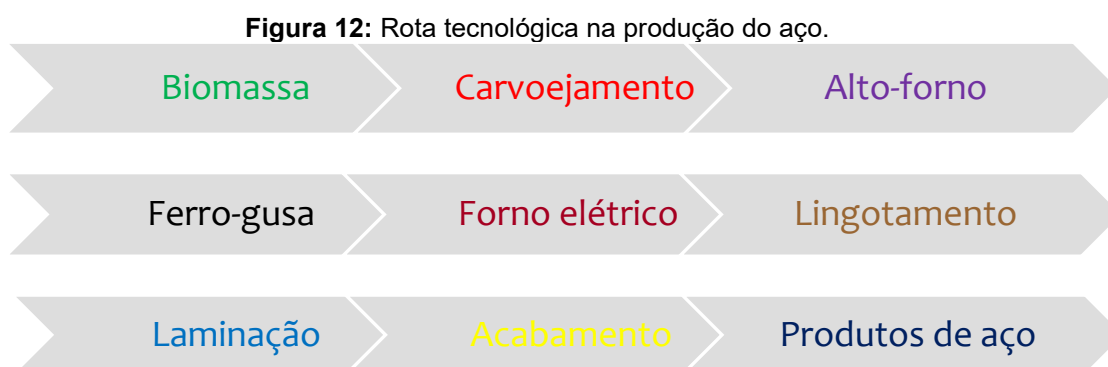 Figura 12: Rota tecnológica na produção do aço.
Biomassa Carvoejamento Alto-forno
Ferro-gusa Forno elétrico Lingotamento
Laminação Acabamento Produtos de aço